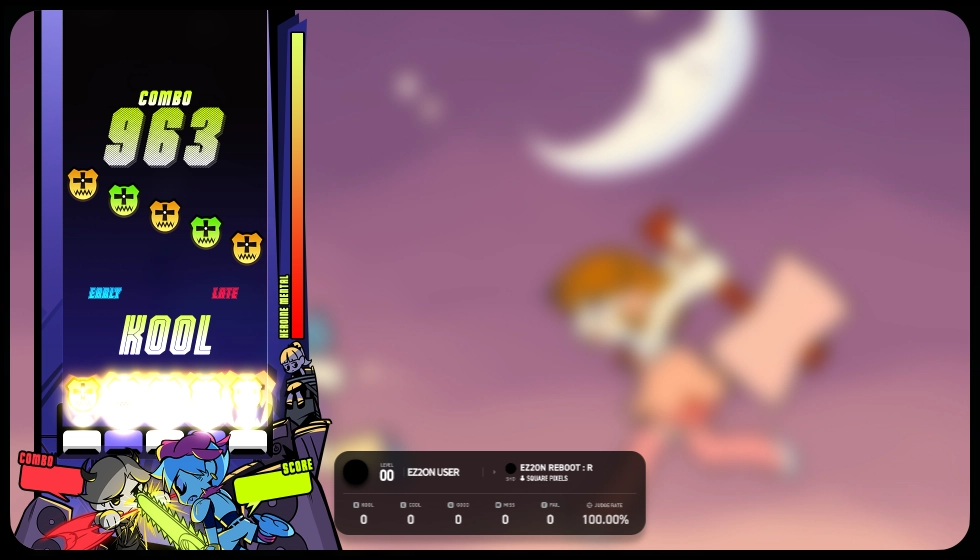 COMBO
963
EARLY LATE
KOOL
HEROINE MENTAL
COMBO
SCORE
LEVEL
00 EZ2ON USER
EZ2ON REBOOT : R
SQUARE PIXELS
KOOL COOL GOOD MISS FAIL JUDGE RATE
0 0 0 0 0 100.00%